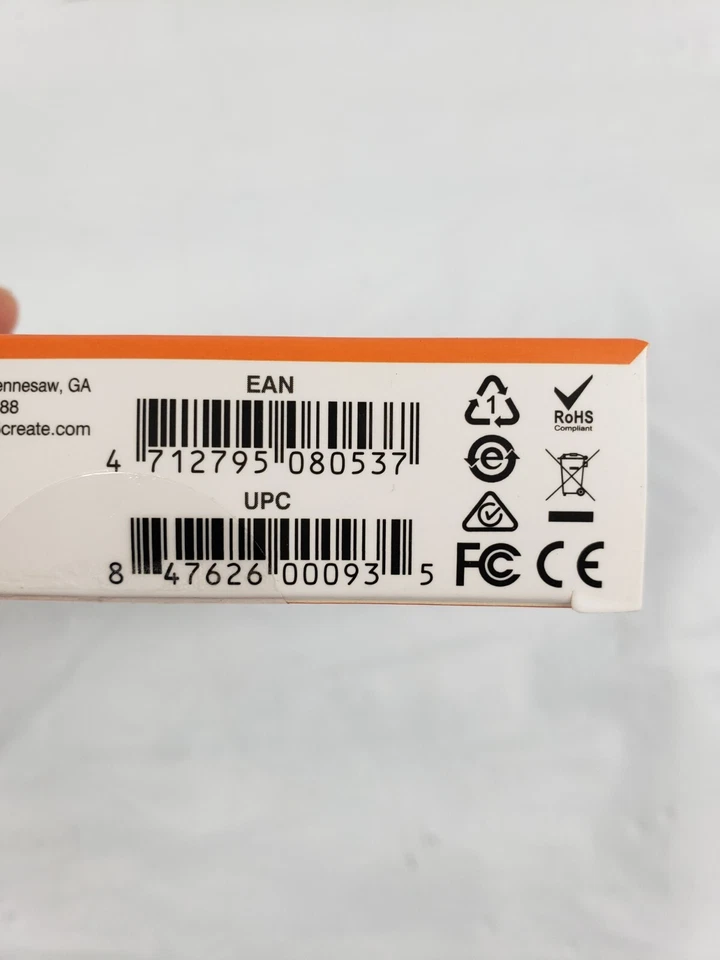 ennesaw, GA
88
create.com
EAN
4 712795 080537
UPC
8 47626 00093 5
1
RoHS
Compliant
e
FC CE